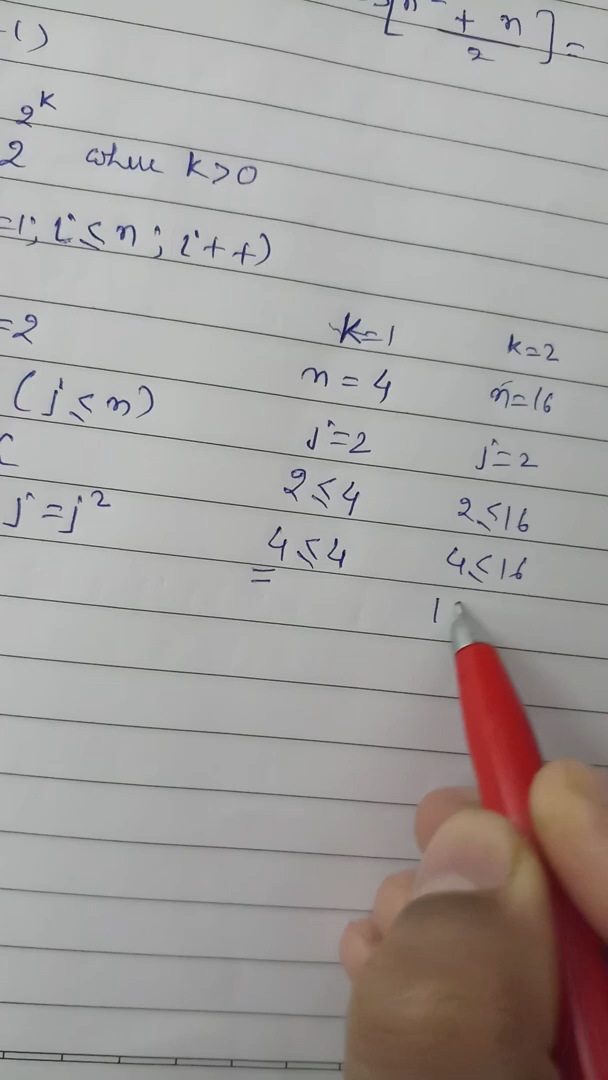 [n² + n / 2] =
-1)
2^k
2 where k>0
=1; i≤n; i++)
=2 k=1 k=2
(j≤n) n=4 n=16
j=2 j=2
j=j² 2≤4 2≤16
4≤4 4≤16
=
1